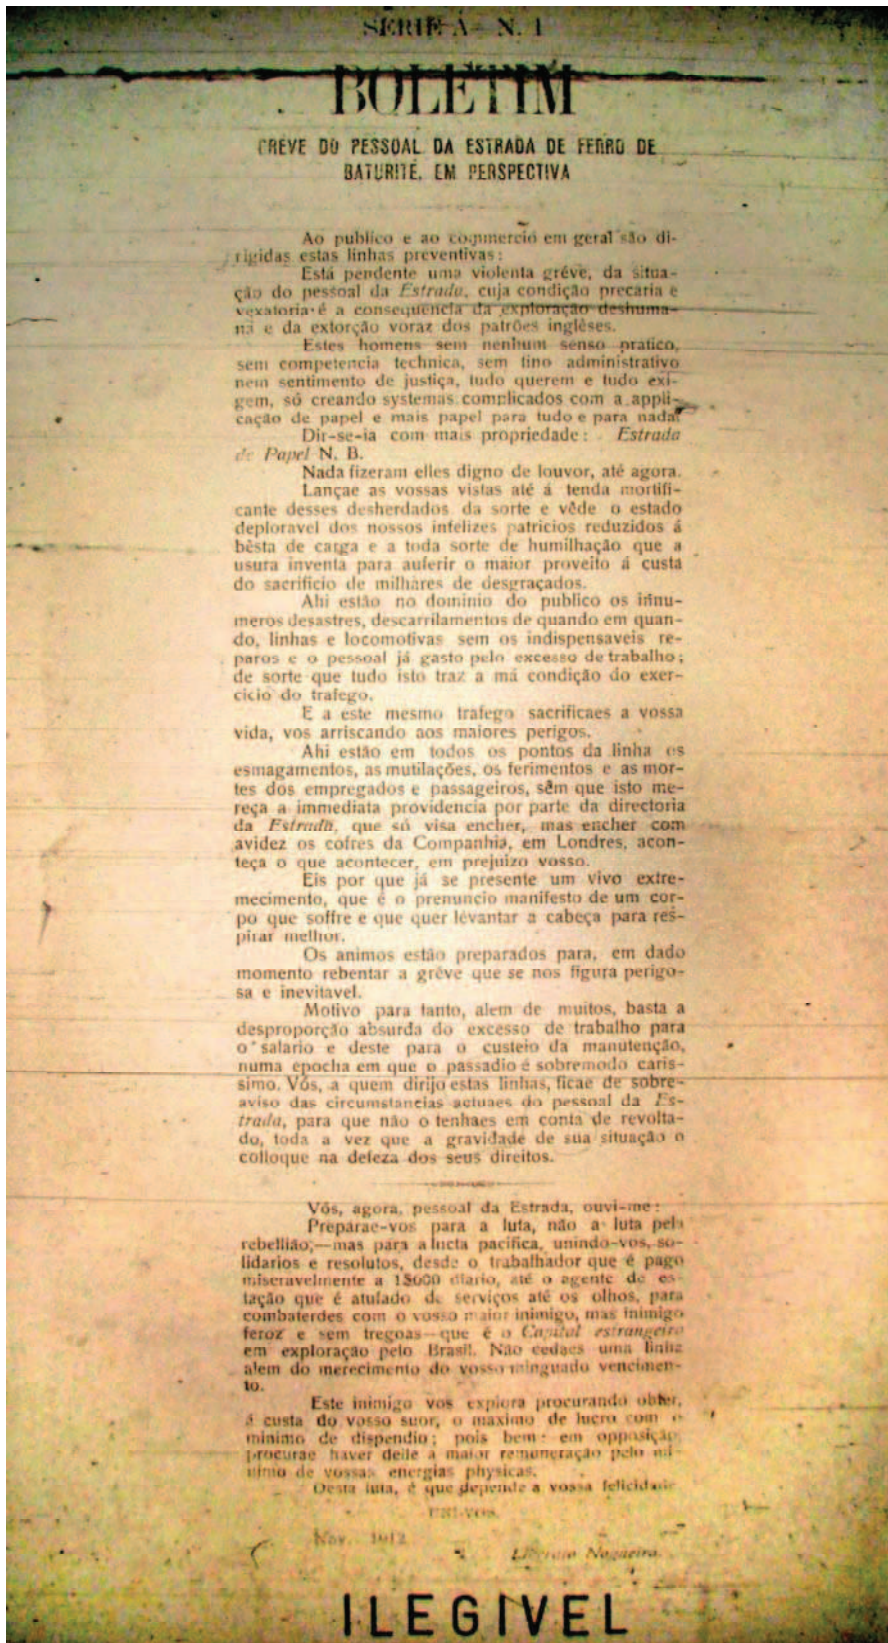 SERIE A — N. 1
BOLETIM
GREVE DO PESSOAL DA ESTRADA DE FERRO DE
BATURITÉ, EM PERSPECTIVA
Ao publico e ao commercio em geral são di-
rigidas estas linhas preventivas:
Está pendente uma violenta gréve, da situa-
ção do pessoal da Estrada, cuja condição precaria e
vexatoria é a consequencia da exploração deshuma-
na e da extorção voraz dos patrões inglêses.
Estes homens sem nenhum senso pratico,
sem competencia technica, sem tino administrativo
nem sentimento de justiça, tudo querem e tudo exi-
gem, só creando systemas complicados com a appli-
cação de papel e mais papel para tudo e para nada.
Dir-se-ia com mais propriedade: Estrada
de Papel N. B.
Nada fizeram elles digno de louvor, até agora.
Lançae as vossas vistas até á tenda mortifi-
cante desses desherdados da sorte e vêde o estado
deploravel dos nossos infelizes patricios reduzidos á
bêsta de carga e a toda sorte de humilhação que a
usura inventa para auferir o maior proveito á custa
do sacrificio de milhares de desgraçados.
Ahi estão no dominio do publico os innu-
meros desastres, descarrilamentos de quando em quan-
do, linhas e locomotivas sem os indispensaveis re-
paros e o pessoal já gasto pelo excesso de trabalho;
de sorte que tudo isto traz a má condição do exer-
cicio do trafego.
E a este mesmo trafego sacrificaes a vossa
vida, vos arriscando aos maiores perigos.
Ahi estão em todos os pontos da linha os
esmagamentos, as mutilações, os ferimentos e as mor-
tes dos empregados e passageiros, sêm que isto me-
reça a immediata providencia por parte da directoria
da Estrada, que só visa encher, mas encher com
avidez os cofres da Companhia, em Londres, acon-
teça o que acontecer, em prejuizo vosso.
Eis por que já se presente um vivo extre-
mecimento, que é o prenuncio manifesto de um cor-
po que soffre e que quer levantar a cabeça para res-
pirar melhor.
Os animos estão preparados para, em dado
momento rebentar a gréve que se nos figura perigo-
sa e inevitavel.
Motivo para tanto, alem de muitos, basta a
desproporção absurda do excesso de trabalho para
o salario e deste para o custeio da manutenção,
numa epocha em que o passadio é sobremodo caris-
simo. Vós, a quem dirijo estas linhas, ficae de sobre-
aviso das circumstancias actuaes do pessoal da Es-
trada, para que não o tenhaes em conta de revolta-
do, toda a vez que a gravidade de sua situação o
colloque na defeza dos seus direitos.
Vós, agora, pessoal da Estrada, ouvi-me:
Preparae-vos para a luta, não a luta pela
rebellião;—mas para a lucta pacifica, unindo-vos, so-
lidarios e resolutos, desde o trabalhador que é pago
miseravelmente a 1$600 diario, até o agente de es-
tação que é atulado de serviços até os olhos, para
combaterdes com o vosso maior inimigo, mas inimigo
feroz e sem tregoas—que é o Capital estrangeiro
em exploração pelo Brasil. Não cedaes uma linha
alem do merecimento do vosso minguado vencimen-
to.
Este inimigo vos explora procurando obter,
á custa do vosso suor, o maximo de lucro com o
minimo de dispendio; pois bem: em opposição
procurae haver delle a maior remuneração pelo mi-
nimo de vossas energias physicas.
Desta luta, é que depende a vossa felicidade
UNI-VOS.
Nov. 1912
Nogueira.
ILEGIVEL